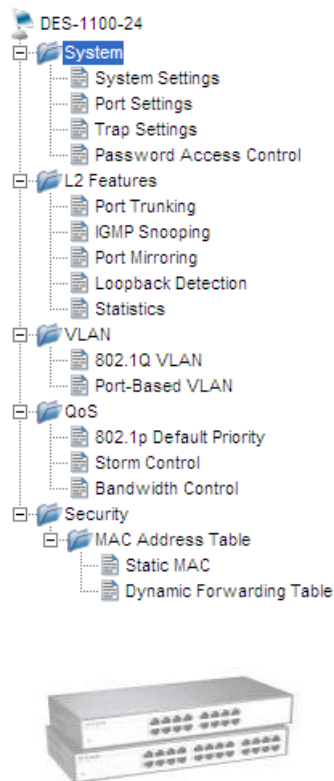 DES-1100-24
System
System Settings
Port Settings
Trap Settings
Password Access Control
L2 Features
Port Trunking
IGMP Snooping
Port Mirroring
Loopback Detection
Statistics
VLAN
802.1Q VLAN
Port-Based VLAN
QoS
802.1p Default Priority
Storm Control
Bandwidth Control
Security
MAC Address Table
Static MAC
Dynamic Forwarding Table